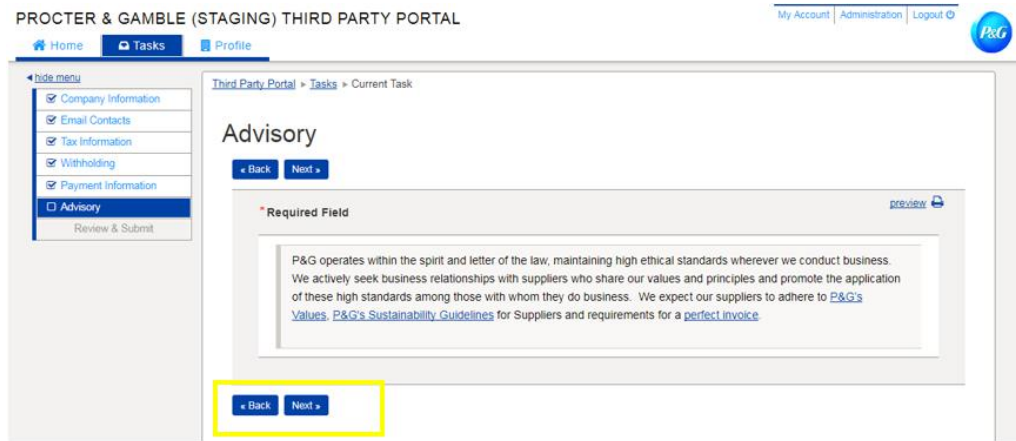 PROCTER & GAMBLE (STAGING) THIRD PARTY PORTAL
My Account Administration Logout
P&G
Home Tasks Profile
hide menu
Company Information
Email Contacts
Tax Information
Withholding
Payment Information
Advisory
Review & Submit
Third Party Portal » Tasks » Current Task
Advisory
« Back Next »
preview
* Required Field
P&G operates within the spirit and letter of the law, maintaining high ethical standards wherever we conduct business.
We actively seek business relationships with suppliers who share our values and principles and promote the application
of these high standards among those with whom they do business. We expect our suppliers to adhere to P&G's
Values, P&G's Sustainability Guidelines for Suppliers and requirements for a perfect invoice.
« Back Next »